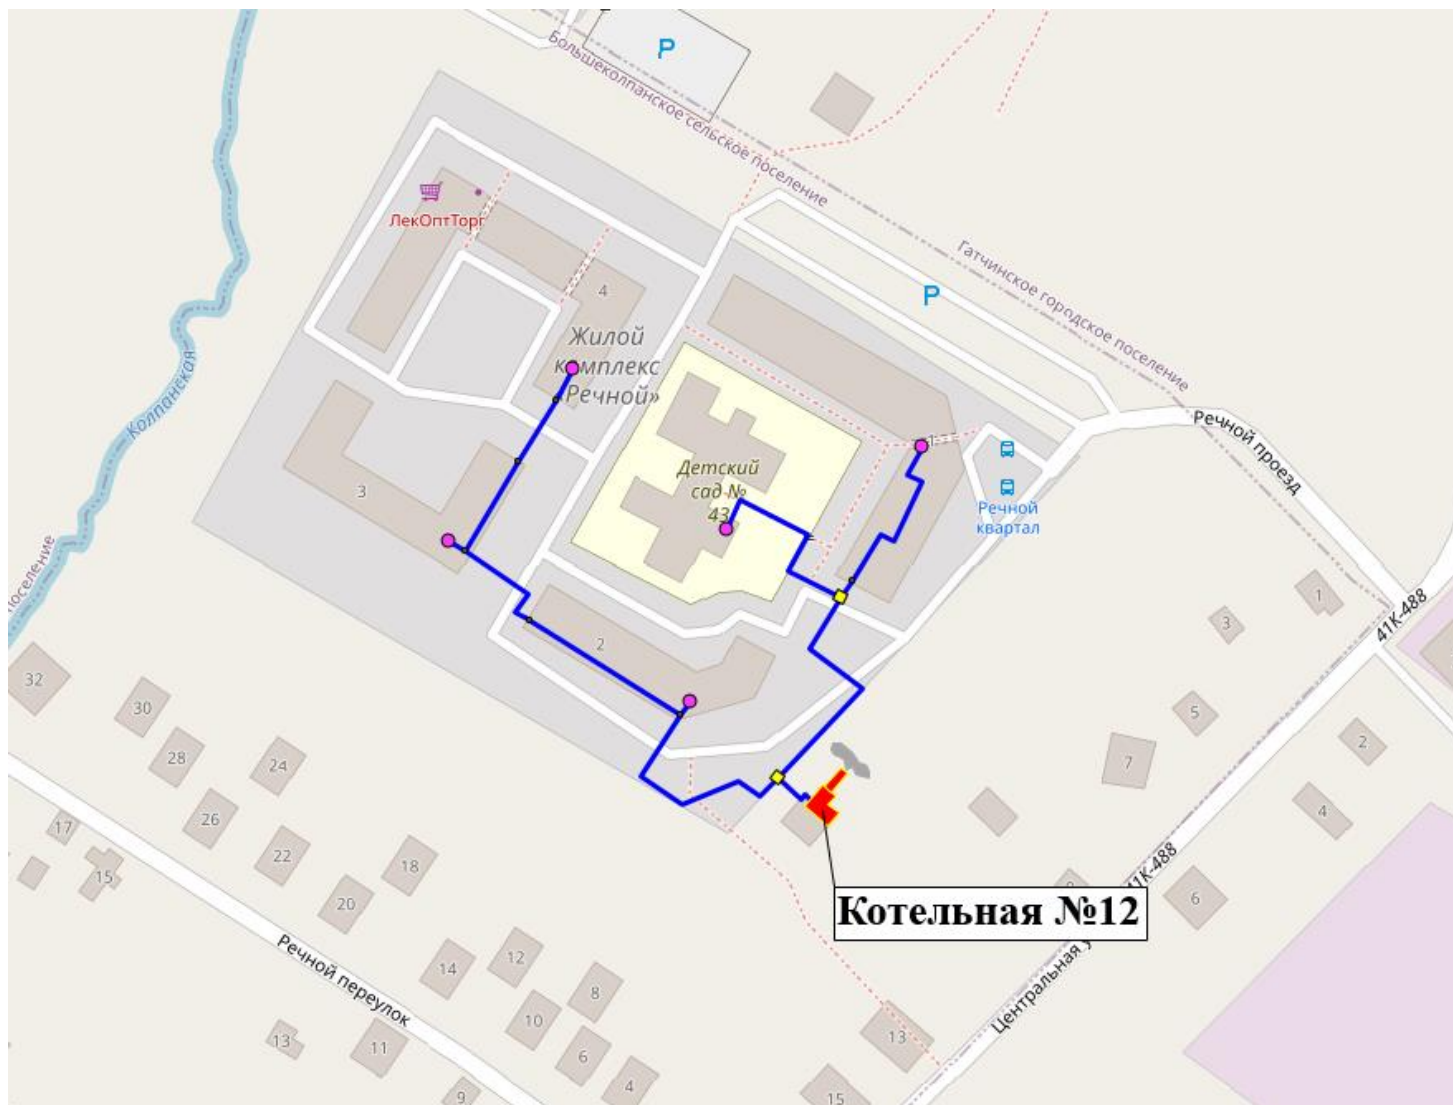 P
Большеколпанское сельское поселение
ЛекОптТорг
4
Жилой
комплекс
«Речной»
P
Гатчинское городское поселение
Колпанская
Речной проезд
1
Детский
сад №
43
3
Речной
квартал
2
поселение
41К-488
1
3
5
7
2
4
6
32
30
28
24
26
22
20
18
17
15
Котельная №12
41К-488
Центральная у
Речной переулок
14
12
10
8
6
4
13
11
9
13
15